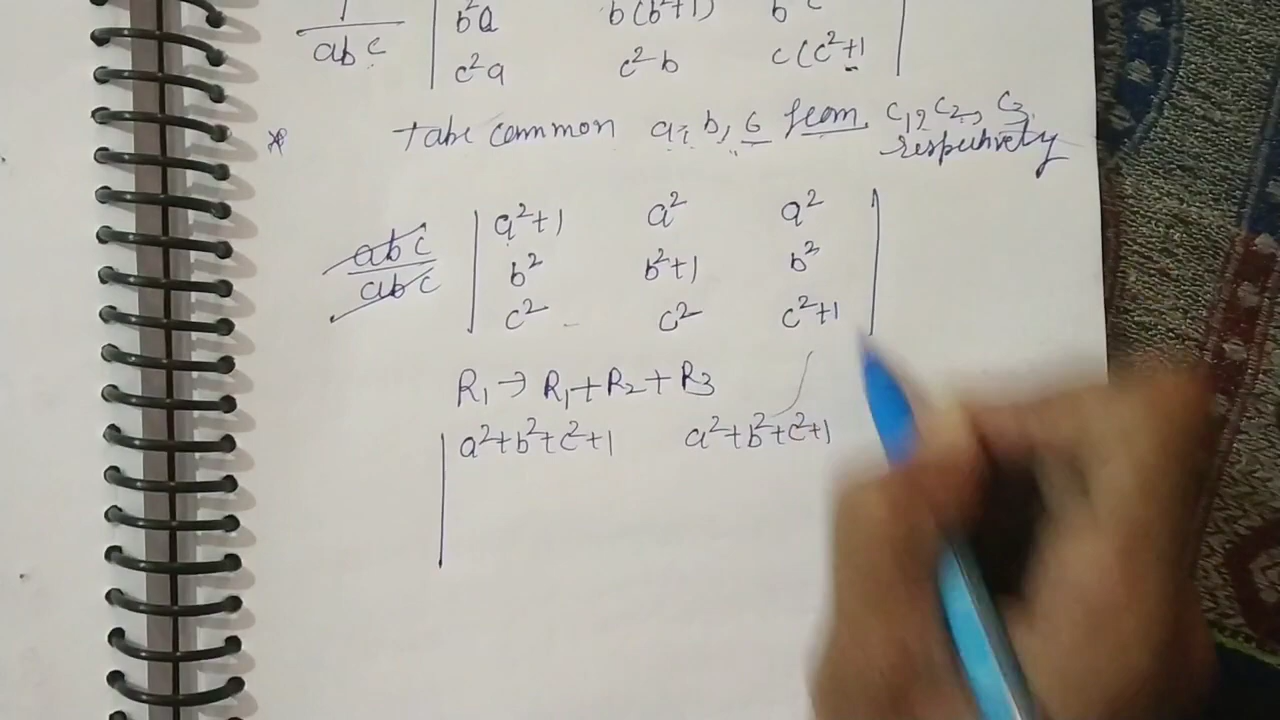 1/abc | b²a b(b²+1) b²c |
c²a c²b c(c²+1
* Take common a, b, c from C₁, C₂, C₃
respectively
abc/abc | a²+1 a² a² |
b² b²+1 b²
c² c² c²+1
R₁→R₁+R₂+R₃
| a²+b²+c²+1 a²+b²+c²+1